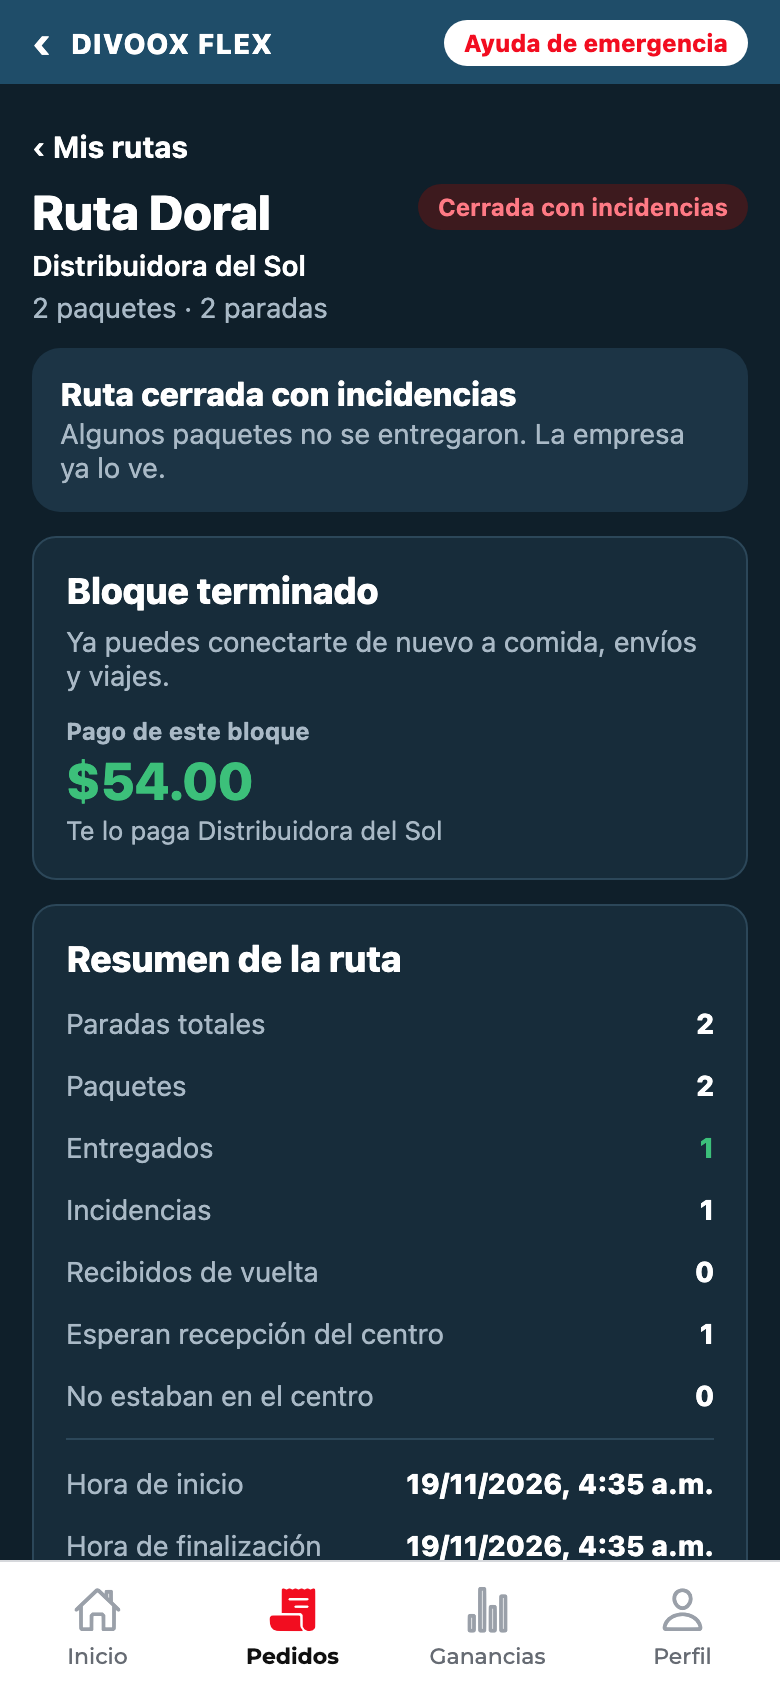 ‹ DIVOOX FLEX
Ayuda de emergencia
‹ Mis rutas
Ruta Doral
Cerrada con incidencias
Distribuidora del Sol
2 paquetes · 2 paradas
Ruta cerrada con incidencias
Algunos paquetes no se entregaron. La empresa
ya lo ve.
Bloque terminado
Ya puedes conectarte de nuevo a comida, envíos
y viajes.
Pago de este bloque
$54.00
Te lo paga Distribuidora del Sol
Resumen de la ruta
Paradas totales 2
Paquetes 2
Entregados 1
Incidencias 1
Recibidos de vuelta 0
Esperan recepción del centro 1
No estaban en el centro 0
Hora de inicio 19/11/2026, 4:35 a.m.
Hora de finalización 19/11/2026, 4:35 a.m.
Inicio Pedidos Ganancias Perfil